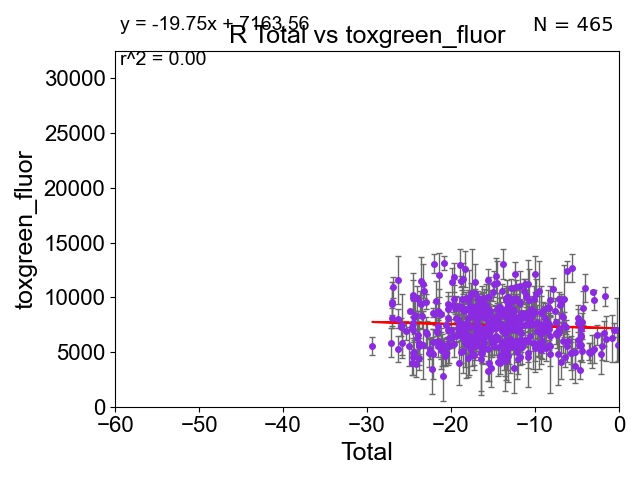 y = -19.75x + 7163.56
N = 465
R Total vs toxgreen_fluor
r^2 = 0.00
30000
25000
20000
15000
10000
5000
0
toxgreen_fluor
−60 −50 −40 −30 −20 −10 0
Total